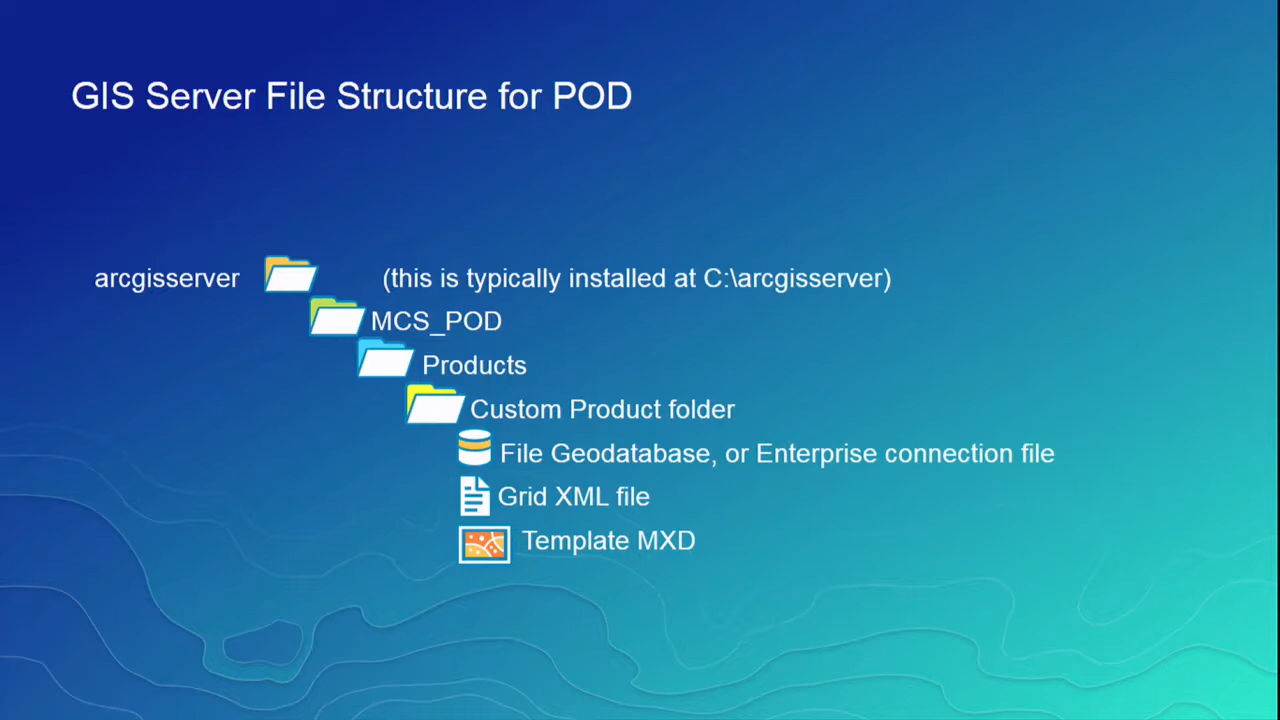 GIS Server File Structure for POD
arcgisserver (this is typically installed at C:\arcgisserver)
MCS_POD
Products
Custom Product folder
File Geodatabase, or Enterprise connection file
Grid XML file
Template MXD